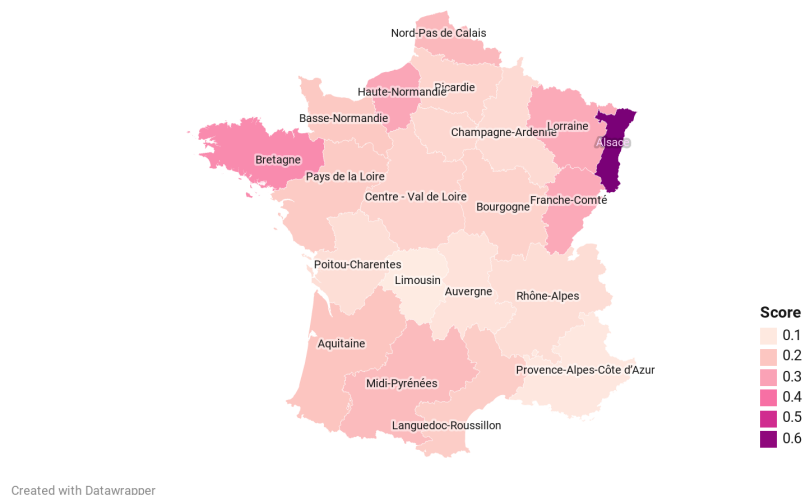 Nord-Pas de Calais
Haute-Normandie
Picardie
Basse-Normandie
Champagne-Ardenne
Lorraine
Alsace
Bretagne
Pays de la Loire
Centre - Val de Loire
Bourgogne
Franche-Comté
Poitou-Charentes
Limousin
Auvergne
Rhône-Alpes
Aquitaine
Midi-Pyrénées
Provence-Alpes-Côte d'Azur
Languedoc-Roussillon
Score
0.1
0.2
0.3
0.4
0.5
0.6
Created with Datawrapper